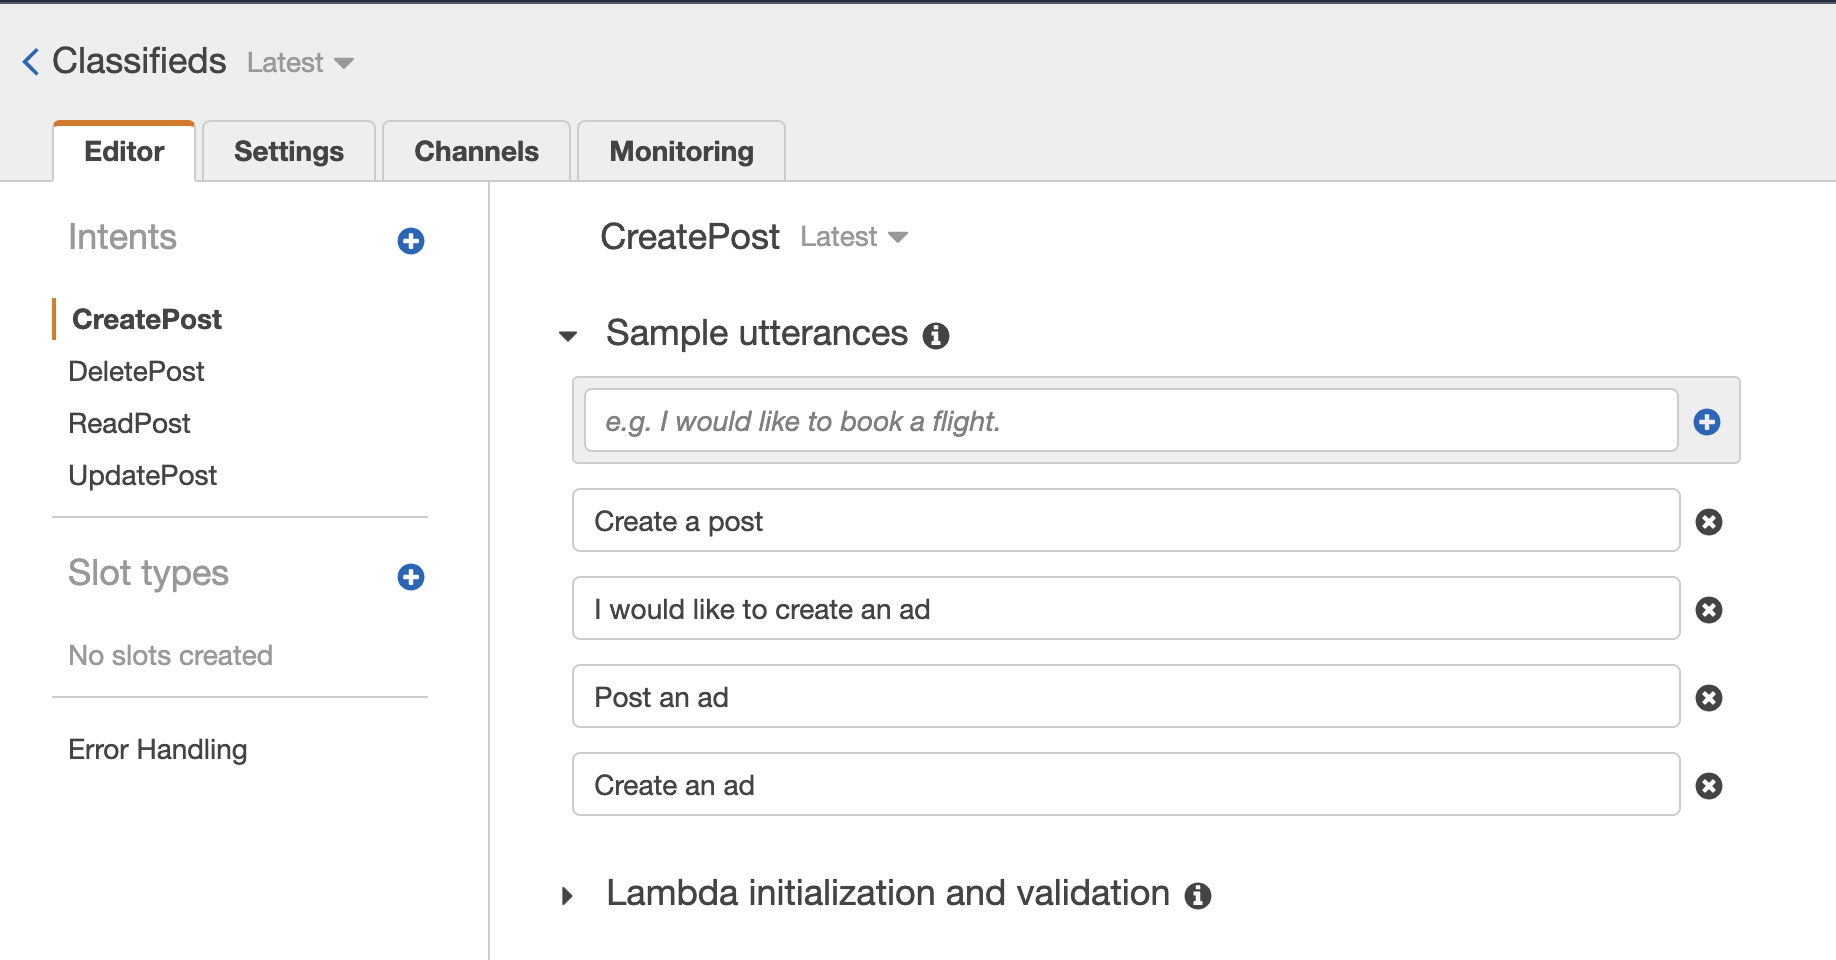 Classifieds Latest
Editor Settings Channels Monitoring
Intents
CreatePost
DeletePost
ReadPost
UpdatePost
Slot types
No slots created
Error Handling
CreatePost Latest
Sample utterances
e.g. I would like to book a flight.
Create a post
I would like to create an ad
Post an ad
Create an ad
Lambda initialization and validation